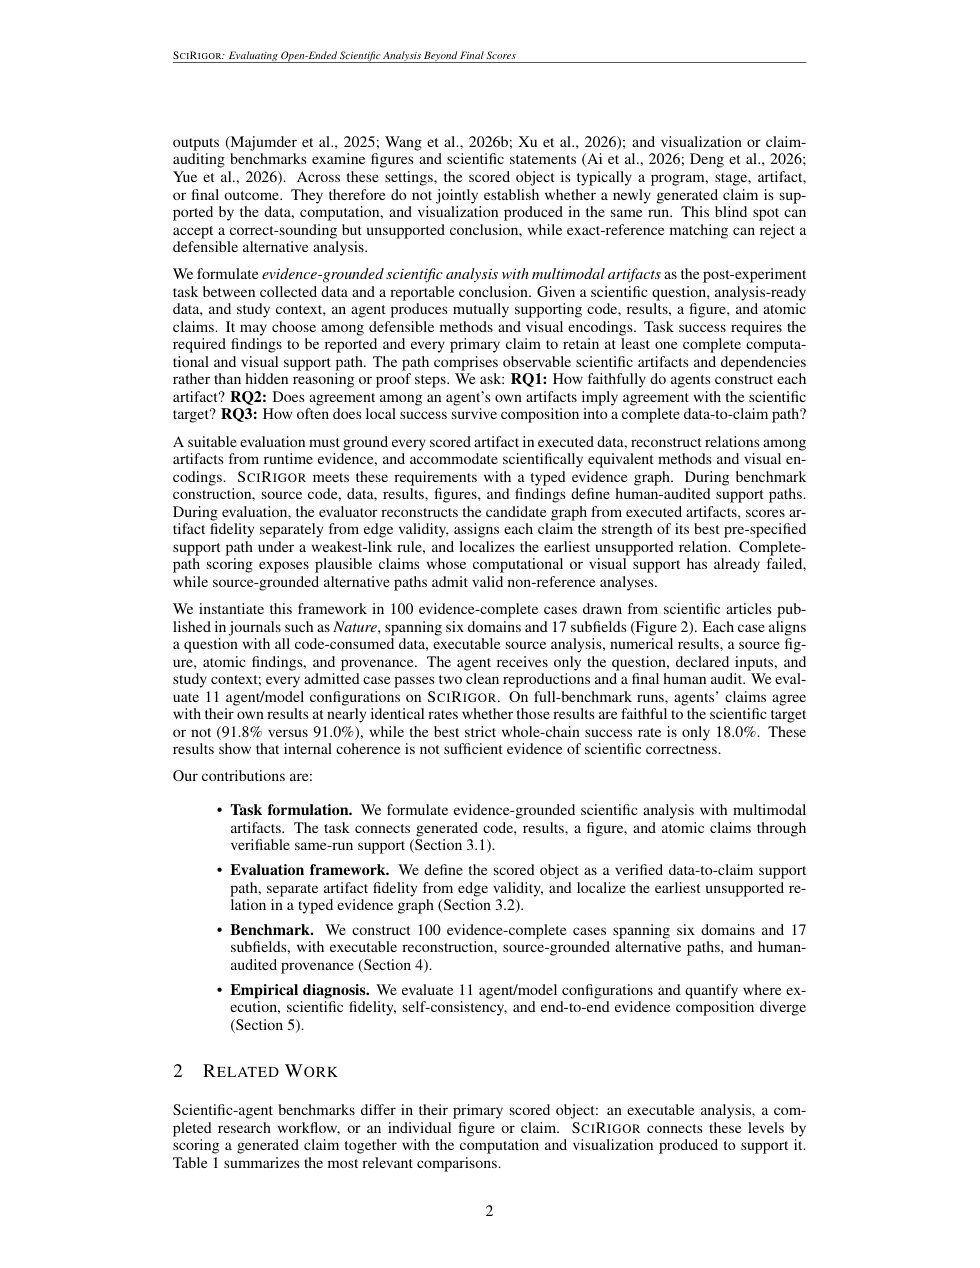 SCIRIGOR: Evaluating Open-Ended Scientific Analysis Beyond Final Scores
outputs (Majumder et al., 2025; Wang et al., 2026b; Xu et al., 2026); and visualization or claim-
auditing benchmarks examine figures and scientific statements (Ai et al., 2026; Deng et al., 2026;
Yue et al., 2026). Across these settings, the scored object is typically a program, stage, artifact,
or final outcome. They therefore do not jointly establish whether a newly generated claim is sup-
ported by the data, computation, and visualization produced in the same run. This blind spot can
accept a correct-sounding but unsupported conclusion, while exact-reference matching can reject a
defensible alternative analysis.
We formulate evidence-grounded scientific analysis with multimodal artifacts as the post-experiment
task between collected data and a reportable conclusion. Given a scientific question, analysis-ready
data, and study context, an agent produces mutually supporting code, results, a figure, and atomic
claims. It may choose among defensible methods and visual encodings. Task success requires the
required findings to be reported and every primary claim to retain at least one complete computa-
tional and visual support path. The path comprises observable scientific artifacts and dependencies
rather than hidden reasoning or proof steps. We ask: RQ1: How faithfully do agents construct each
artifact? RQ2: Does agreement among an agent's own artifacts imply agreement with the scientific
target? RQ3: How often does local success survive composition into a complete data-to-claim path?
A suitable evaluation must ground every scored artifact in executed data, reconstruct relations among
artifacts from runtime evidence, and accommodate scientifically equivalent methods and visual en-
codings. SCIRIGOR meets these requirements with a typed evidence graph. During benchmark
construction, source code, data, results, figures, and findings define human-audited support paths.
During evaluation, the evaluator reconstructs the candidate graph from executed artifacts, scores ar-
tifact fidelity separately from edge validity, assigns each claim the strength of its best pre-specified
support path under a weakest-link rule, and localizes the earliest unsupported relation. Complete-
path scoring exposes plausible claims whose computational or visual support has already failed,
while source-grounded alternative paths admit valid non-reference analyses.
We instantiate this framework in 100 evidence-complete cases drawn from scientific articles pub-
lished in journals such as Nature, spanning six domains and 17 subfields (Figure 2). Each case aligns
a question with all code-consumed data, executable source analysis, numerical results, a source fig-
ure, atomic findings, and provenance. The agent receives only the question, declared inputs, and
study context; every admitted case passes two clean reproductions and a final human audit. We eval-
uate 11 agent/model configurations on SCIRIGOR. On full-benchmark runs, agents' claims agree
with their own results at nearly identical rates whether those results are faithful to the scientific target
or not (91.8% versus 91.0%), while the best strict whole-chain success rate is only 18.0%. These
results show that internal coherence is not sufficient evidence of scientific correctness.
Our contributions are:
• Task formulation. We formulate evidence-grounded scientific analysis with multimodal
artifacts. The task connects generated code, results, a figure, and atomic claims through
verifiable same-run support (Section 3.1).
• Evaluation framework. We define the scored object as a verified data-to-claim support
path, separate artifact fidelity from edge validity, and localize the earliest unsupported re-
lation in a typed evidence graph (Section 3.2).
• Benchmark. We construct 100 evidence-complete cases spanning six domains and 17
subfields, with executable reconstruction, source-grounded alternative paths, and human-
audited provenance (Section 4).
• Empirical diagnosis. We evaluate 11 agent/model configurations and quantify where ex-
ecution, scientific fidelity, self-consistency, and end-to-end evidence composition diverge
(Section 5).
2 RELATED WORK
Scientific-agent benchmarks differ in their primary scored object: an executable analysis, a com-
pleted research workflow, or an individual figure or claim. SCIRIGOR connects these levels by
scoring a generated claim together with the computation and visualization produced to support it.
Table 1 summarizes the most relevant comparisons.
2